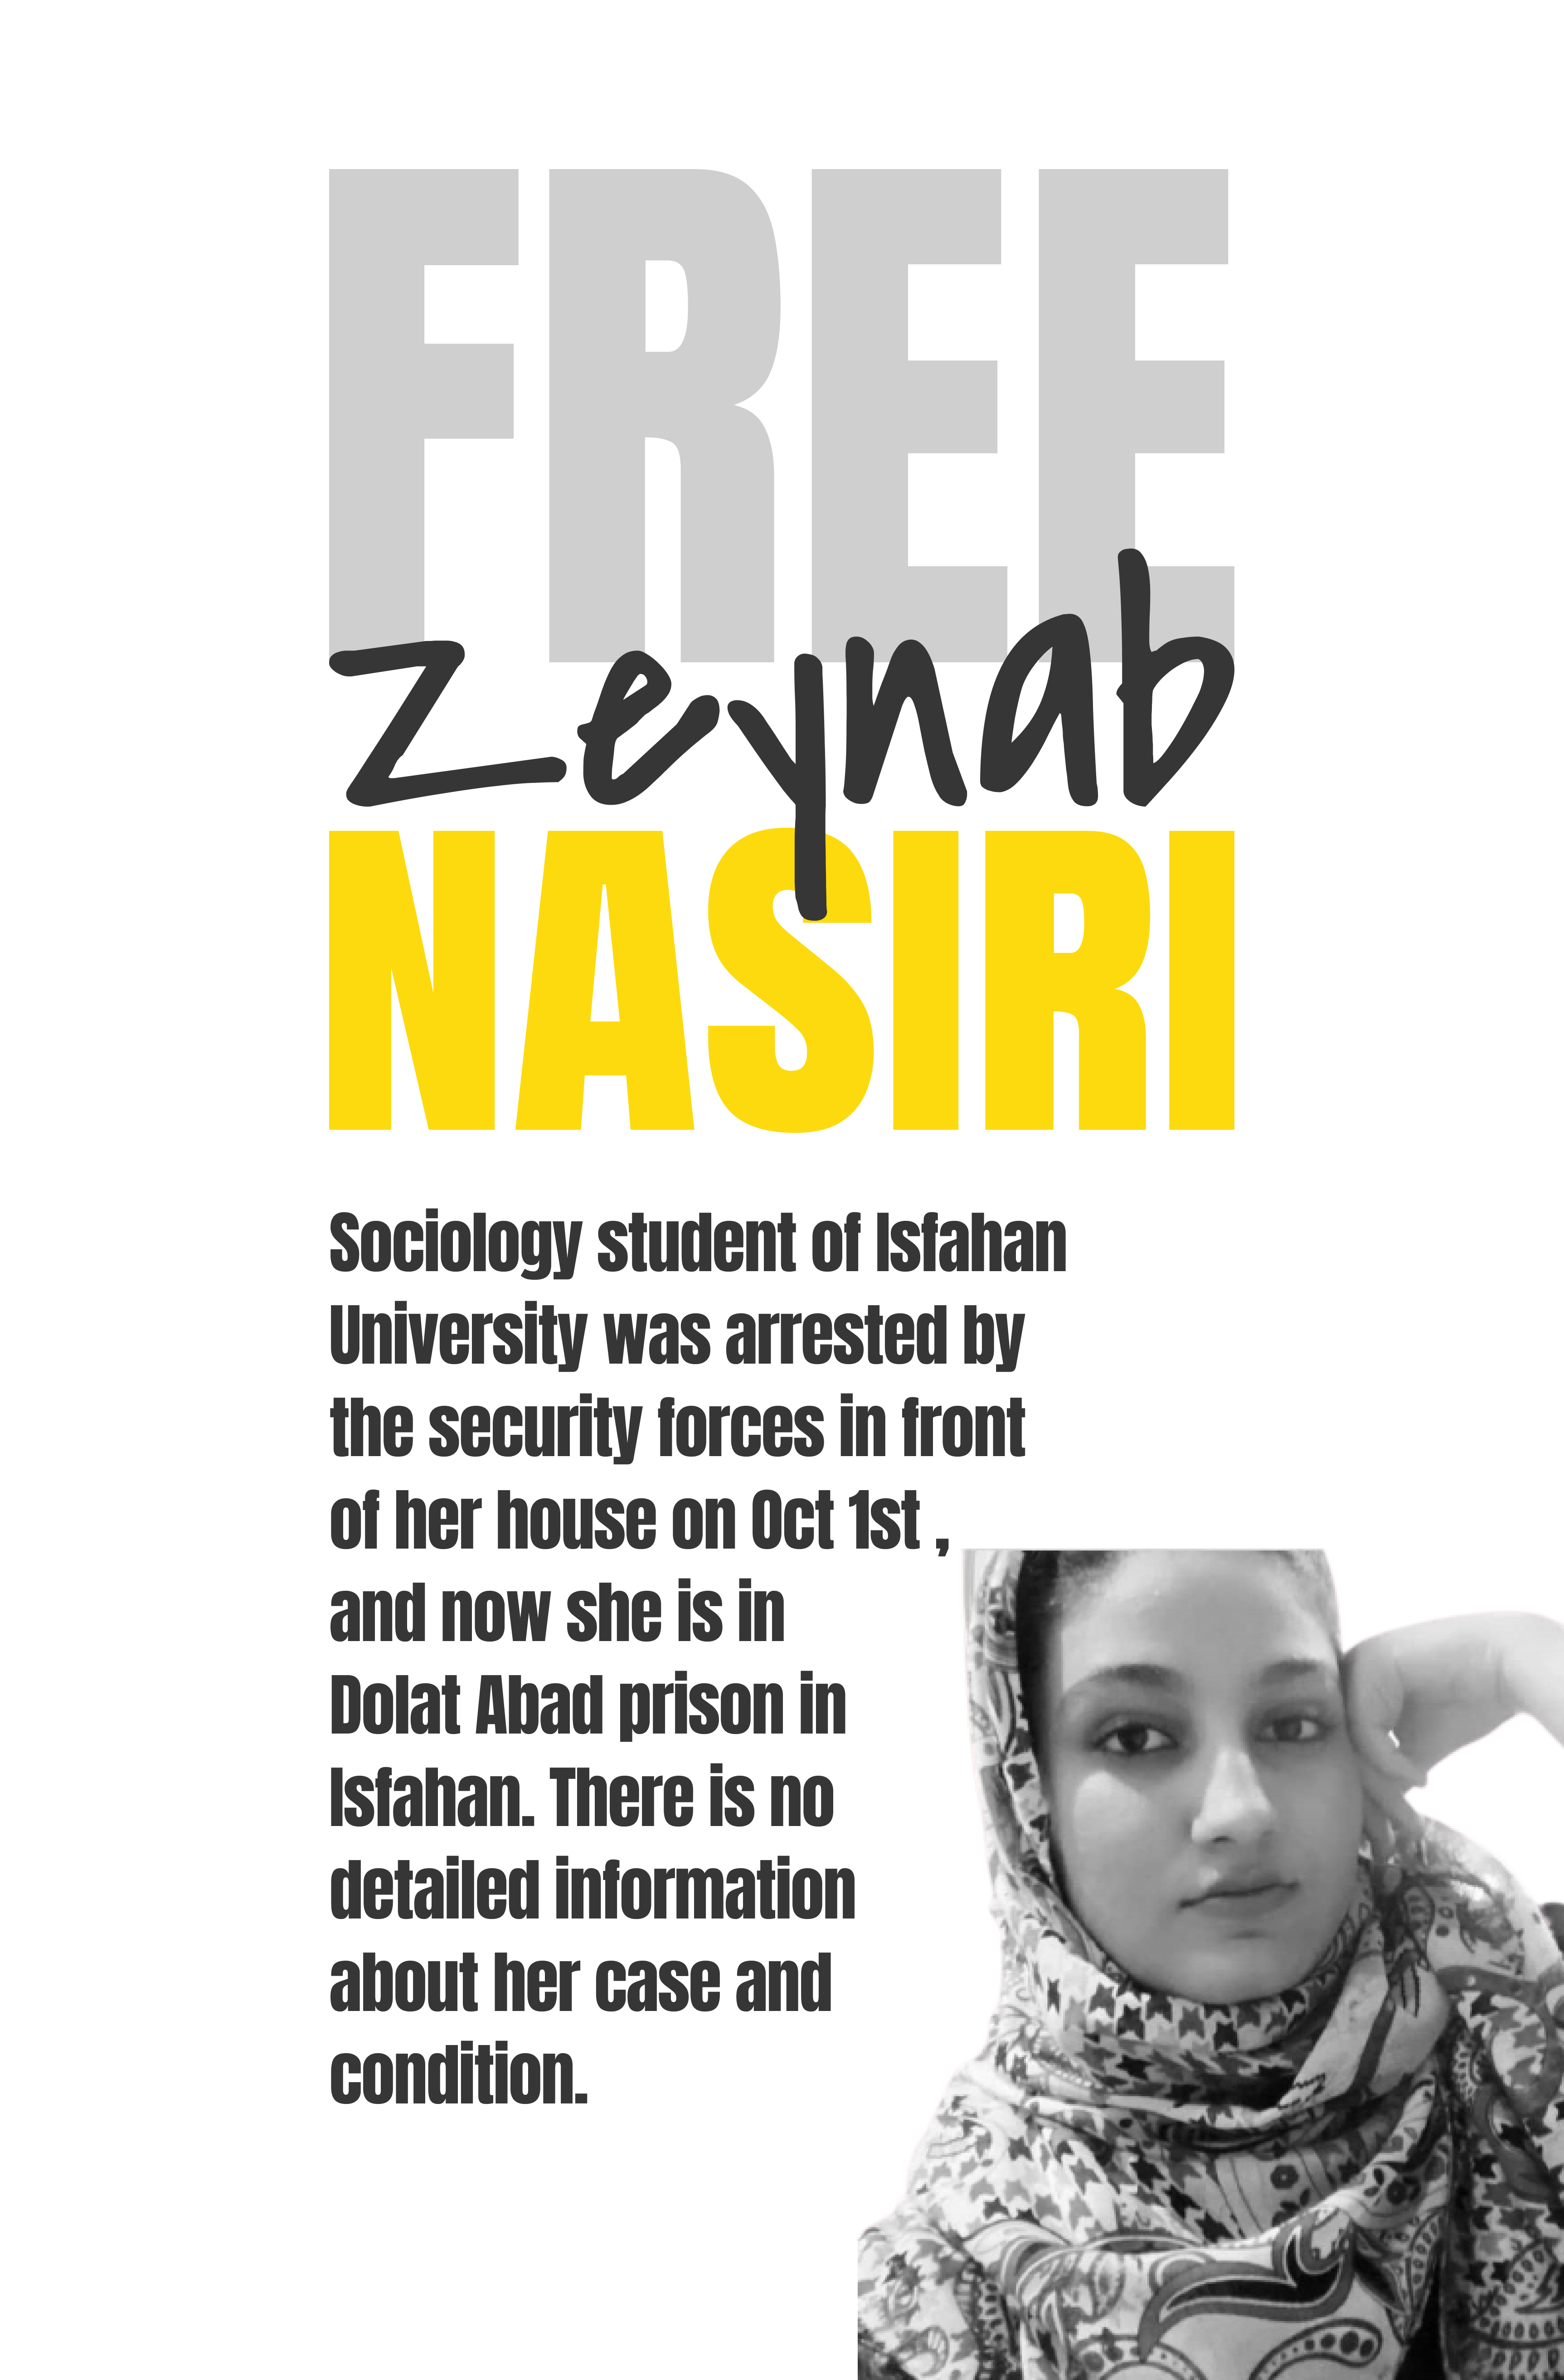 FREE
Zeynab
NASIRI
Sociology student of Isfahan
University was arrested by
the security forces in front
of her house on Oct 1st ,
and now she is in
Dolat Abad prison in
Isfahan. There is no
detailed information
about her case and
condition.